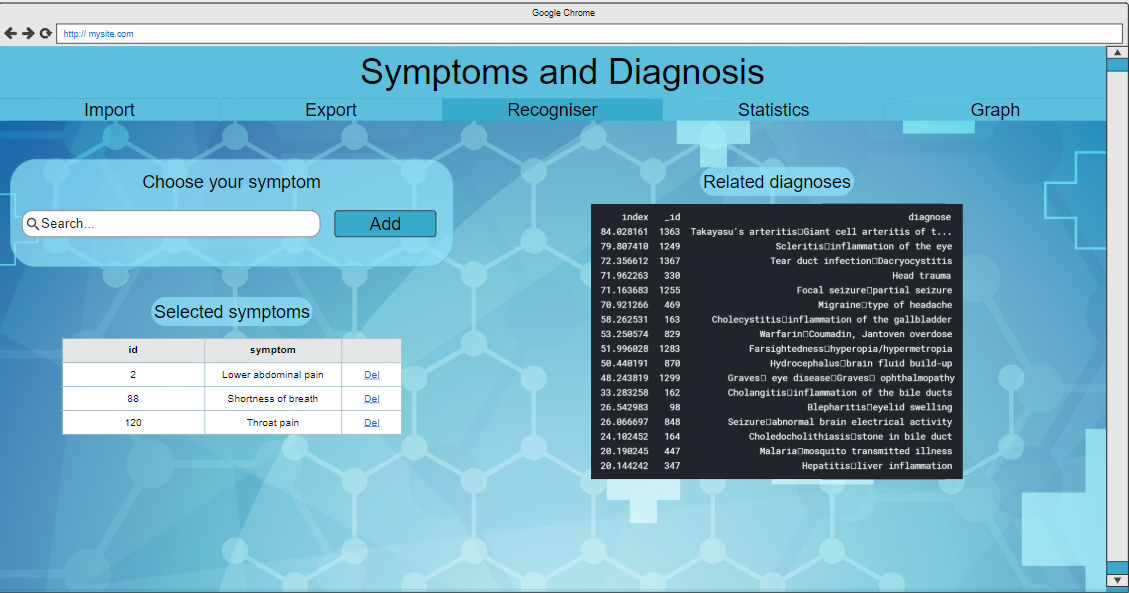 Google Chrome
http:// mysite.com
Symptoms and Diagnosis
Import Export Recogniser Statistics Graph
Choose your symptom
Search...
Add
Selected symptoms
id symptom
2 Lower abdominal pain Del
88 Shortness of breath Del
120 Throat pain Del
Related diagnoses
index _id diagnose
84.028161 1363 Takayasu's arteritis□Giant cell arteritis of t...
79.807410 1249 Scleritis□inflammation of the eye
72.356612 1367 Tear duct infection□Dacryocystitis
71.962263 330 Head trauma
71.163683 1255 Focal seizure□partial seizure
70.921266 469 Migraine□type of headache
58.262531 163 Cholecystitis□inflammation of the gallbladder
53.250574 829 Warfarin□Coumadin, Jantoven overdose
51.996028 1283 Farsightedness□hyperopia/hypermetropia
50.440191 870 Hydrocephalus□brain fluid build-up
48.243819 1299 Graves□ eye disease□Graves□ ophthalmopathy
33.283258 162 Cholangitis□inflammation of the bile ducts
26.542983 98 Blepharitis□eyelid swelling
26.066697 848 Seizure□abnormal brain electrical activity
24.102452 164 Choledocholithiasis□stone in bile duct
20.190245 447 Malaria□mosquito transmitted illness
20.144242 347 Hepatitis□liver inflammation